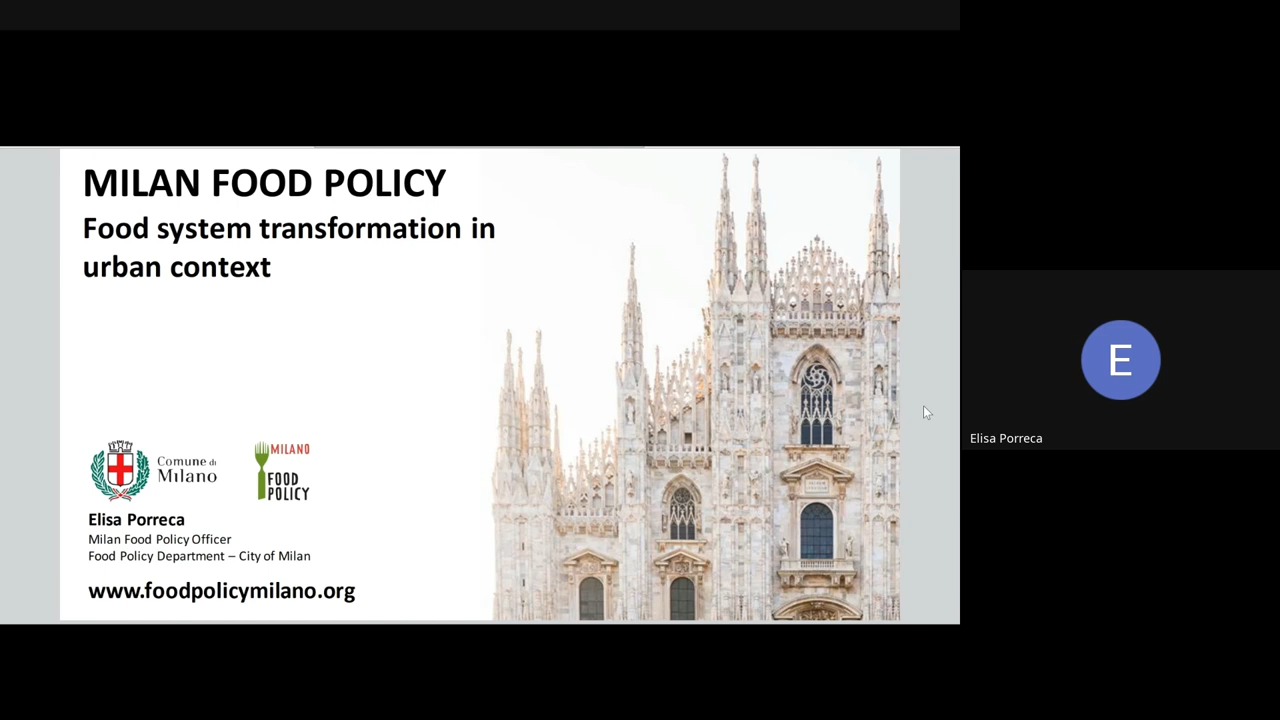 MILAN FOOD POLICY
Food system transformation in
urban context
Comune di
Milano
MILANO
FOOD
POLICY
Elisa Porreca
Milan Food Policy Officer
Food Policy Department – City of Milan
www.foodpolicymilano.org
E
Elisa Porreca